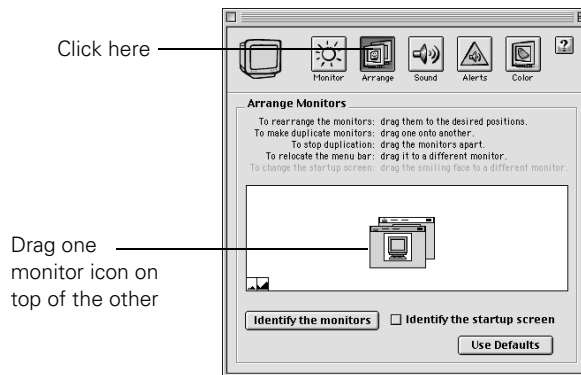 Click here
Monitor Arrange Sound Alerts Color
?
Arrange Monitors
To rearrange the monitors: drag them to the desired positions.
To make duplicate monitors: drag one onto another.
To stop duplication: drag the monitors apart.
To relocate the menu bar: drag it to a different monitor.
To change the startup screen: drag the smiling face to a different monitor.
Drag one
monitor icon on
top of the other
Identify the monitors Identify the startup screen
Use Defaults